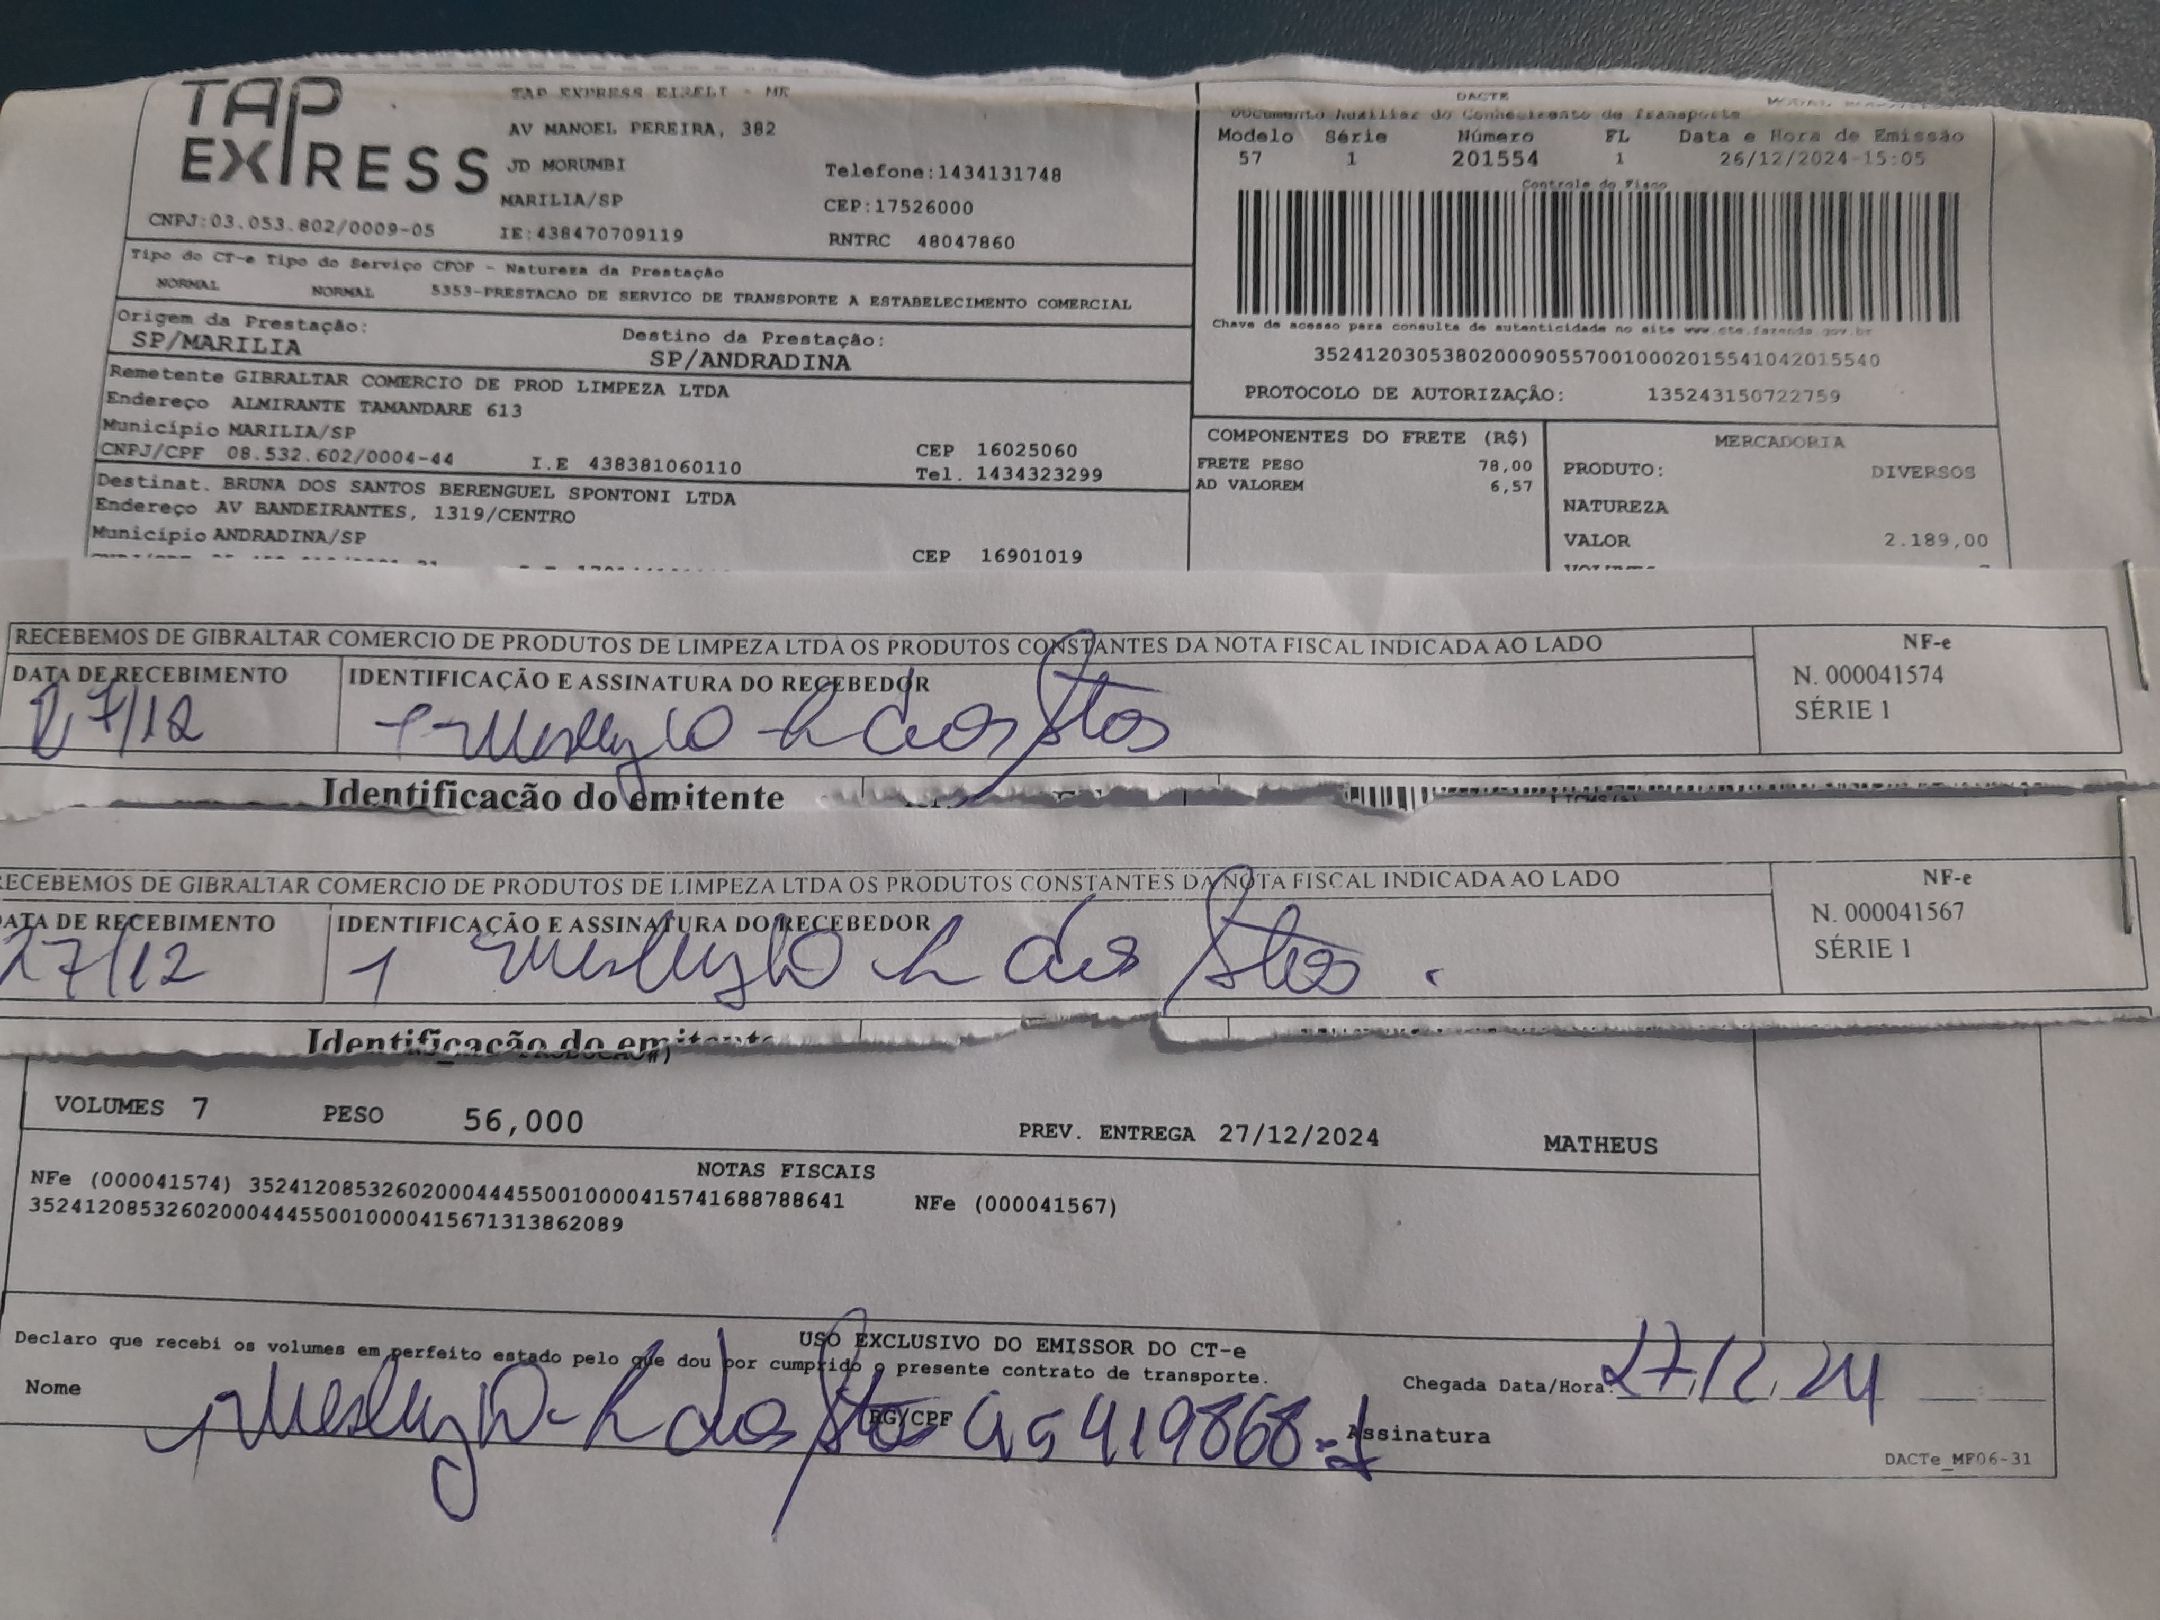 TAP EXPRESS
TAP EXPRESS EIRELI - ME
AV MANOEL PEREIRA, 382
JD MORUMBI
Telefone:1434131748
MARILIA/SP
CEP:17526000
CNPJ:03.053.802/0009-05
IE:438470709119
RNTRC 48047860
DACTE
Documento Auxiliar do Conhecimento de Transporte
Modelo Série Número FL Data e Hora de Emissão
57 1 201554 1 26/12/2024-15:05
Controle do Fisco
Tipo do CT-e Tipo do Serviço CFOP - Natureza da Prestação
NORMAL NORMAL 5353-PRESTACAO DE SERVICO DE TRANSPORTE A ESTABELECIMENTO COMERCIAL
Origem da Prestação: Destino da Prestação:
SP/MARILIA SP/ANDRADINA
Chave de acesso para consulta de autenticidade no site www.cte.fazenda.gov.br
35241203053802000905570010002015541042015540
PROTOCOLO DE AUTORIZAÇÃO: 135243150722759
Remetente GIBRALTAR COMERCIO DE PROD LIMPEZA LTDA
Endereço ALMIRANTE TAMANDARE 613
Município MARILIA/SP
CEP 16025060
CNPJ/CPF 08.532.602/0004-44 I.E 438381060110 Tel. 1434323299
Destinat. BRUNA DOS SANTOS BERENGUEL SPONTONI LTDA
Endereço AV BANDEIRANTES, 1319/CENTRO
Município ANDRADINA/SP
CEP 16901019
COMPONENTES DO FRETE (R$)
FRETE PESO 78,00
AD VALOREM 6,57
MERCADORIA
PRODUTO: DIVERSOS
NATUREZA
VALOR 2.189,00
RECEBEMOS DE GIBRALTAR COMERCIO DE PRODUTOS DE LIMPEZA LTDA OS PRODUTOS CONSTANTES DA NOTA FISCAL INDICADA AO LADO
NF-e
N. 000041574
SÉRIE 1
DATA DE RECEBIMENTO
27/12
IDENTIFICAÇÃO E ASSINATURA DO RECEBEDOR
Identificação do emitente
RECEBEMOS DE GIBRALTAR COMERCIO DE PRODUTOS DE LIMPEZA LTDA OS PRODUTOS CONSTANTES DA NOTA FISCAL INDICADA AO LADO
NF-e
N. 000041567
SÉRIE 1
DATA DE RECEBIMENTO
27/12
IDENTIFICAÇÃO E ASSINATURA DO RECEBEDOR
Identificação do emitente
VOLUMES 7 PESO 56,000 PREV. ENTREGA 27/12/2024 MATHEUS
NOTAS FISCAIS
NFe (000041574) 35241208532602000444550010000415741688788641 NFe (000041567)
35241208532602000444550010000415671313862089
USO EXCLUSIVO DO EMISSOR DO CT-e
Declaro que recebi os volumes em perfeito estado pelo que dou por cumprido o presente contrato de transporte.
Chegada Data/Hora: 27/12/24
Nome
RG/CPF
Assinatura
DACTe_MF06-31